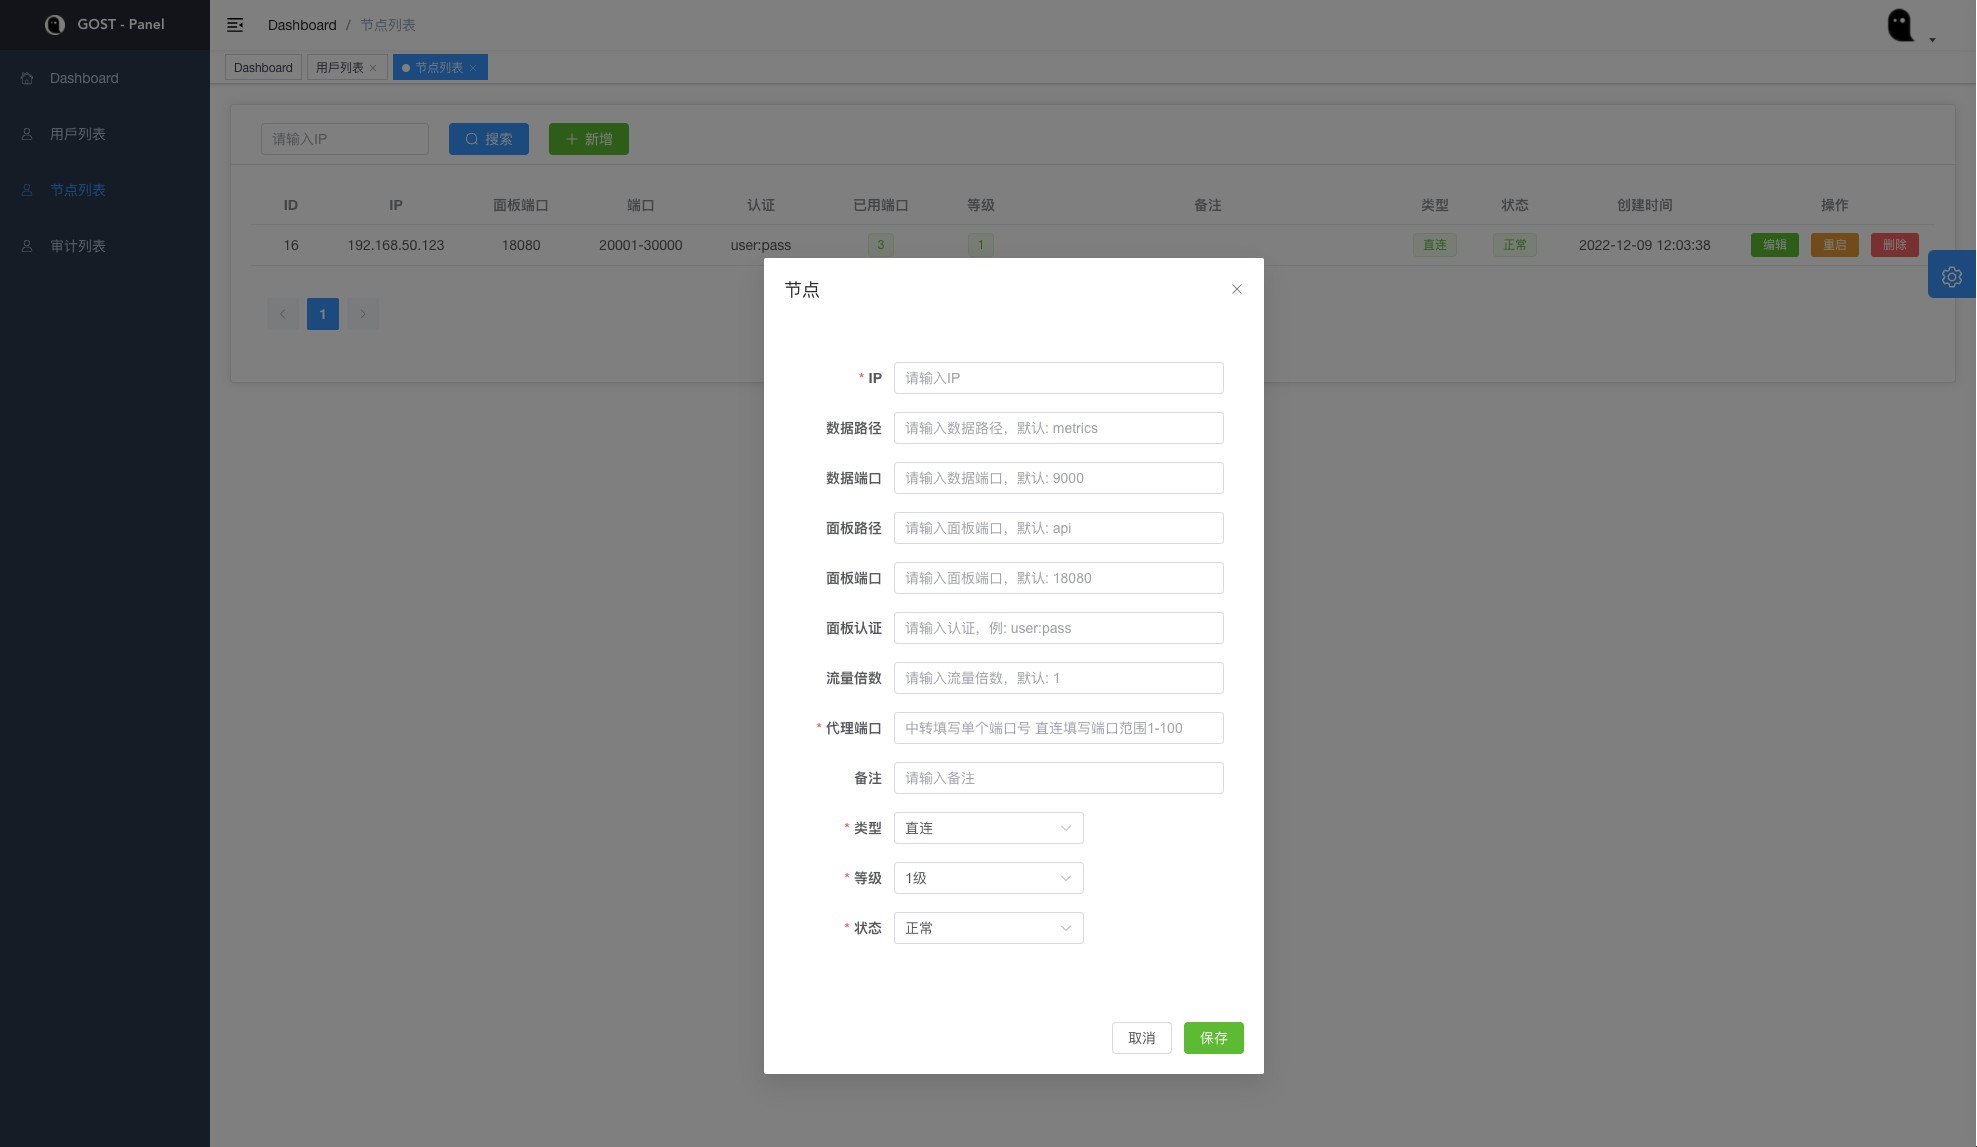 GOST - Panel
Dashboard / 节点列表
Dashboard
用戶列表
节点列表
审计列表
Dashboard 用戶列表 × 节点列表 ×
请输入IP 搜索 新增
ID IP 面板端口 端口 认证 已用端口 等级 备注 类型 状态 创建时间 操作
16 192.168.50.123 18080 20001-30000 user:pass 3 1 直连 正常 2022-12-09 12:03:38 编辑 重启 删除
1
节点
* IP 请输入IP
数据路径 请输入数据路径，默认: metrics
数据端口 请输入数据端口，默认: 9000
面板路径 请输入面板端口，默认: api
面板端口 请输入面板端口，默认: 18080
面板认证 请输入认证，例: user:pass
流量倍数 请输入流量倍数，默认: 1
* 代理端口 中转填写单个端口号 直连填写端口范围1-100
备注 请输入备注
* 类型 直连
* 等级 1级
* 状态 正常
取消 保存